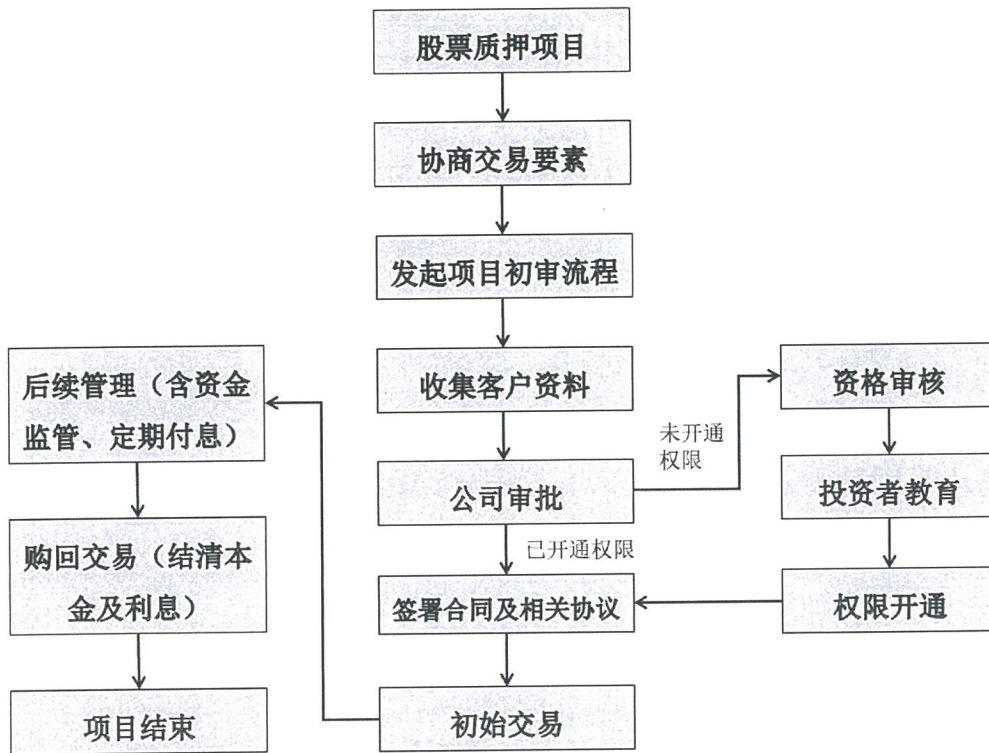 股票质押项目
协商交易要素
发起项目初审流程
收集客户资料
公司审批
未开通
权限
资格审核
投资者教育
权限开通
已开通权限
签署合同及相关协议
初始交易
后续管理（含资金
监管、定期付息）
购回交易（结清本
金及利息）
项目结束